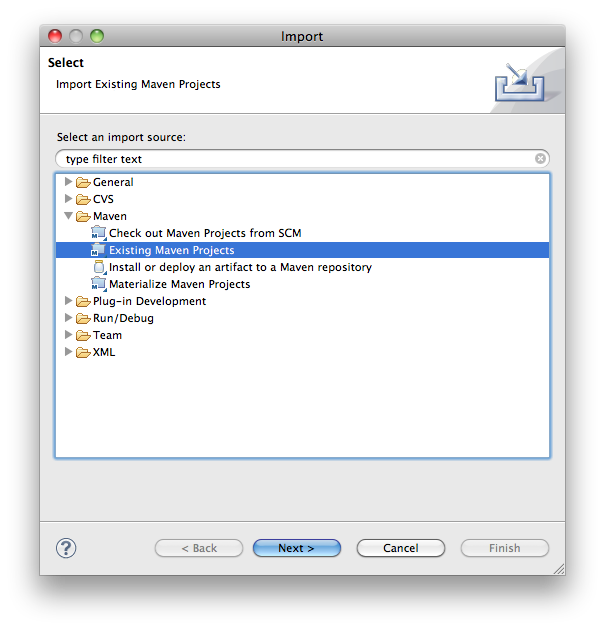 Import
Select
Import Existing Maven Projects
Select an import source:
type filter text
General
CVS
Maven
Check out Maven Projects from SCM
Existing Maven Projects
Install or deploy an artifact to a Maven repository
Materialize Maven Projects
Plug-in Development
Run/Debug
Team
XML
? < Back Next > Cancel Finish